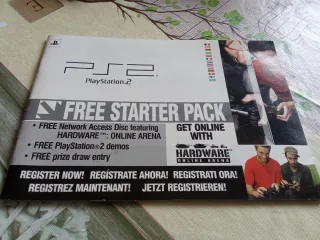 PS2
PlayStation®2
FREE STARTER PACK
• FREE Network Access Disc featuring
HARDWARE™: ONLINE ARENA
• FREE PlayStation®2 demos
• FREE prize draw entry
GET ONLINE
WITH
HARDWARE
ONLINE ARENA
REGISTER NOW! REGÍSTRATE AHORA! REGISTRATI ORA!
REGISTREZ MAINTENANT! JETZT REGISTRIEREN!